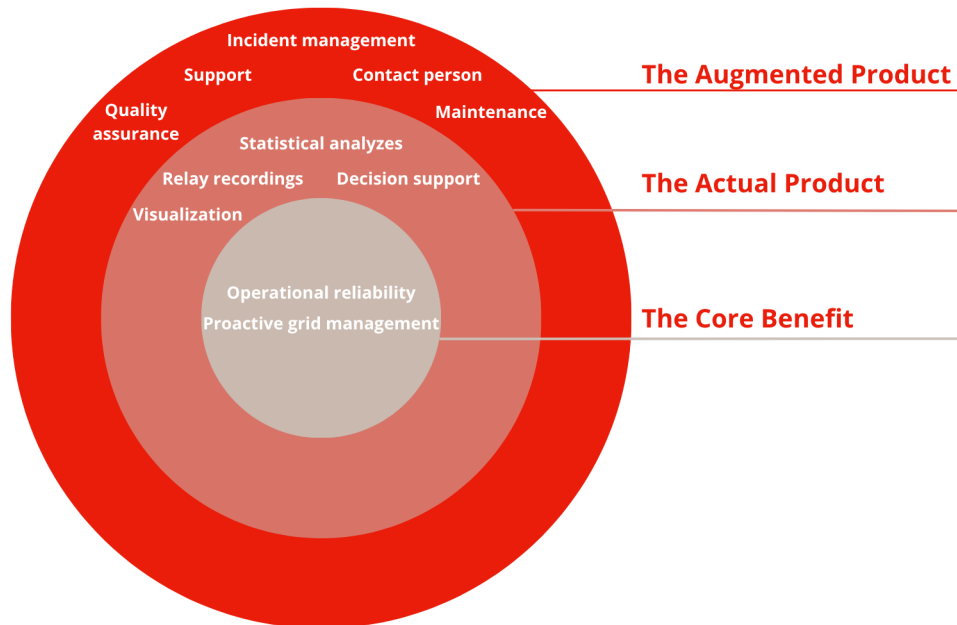 Incident management
Support
Contact person
Quality
assurance
Maintenance
Statistical analyzes
Relay recordings
Decision support
Visualization
Operational reliability
Proactive grid management
The Augmented Product
The Actual Product
The Core Benefit